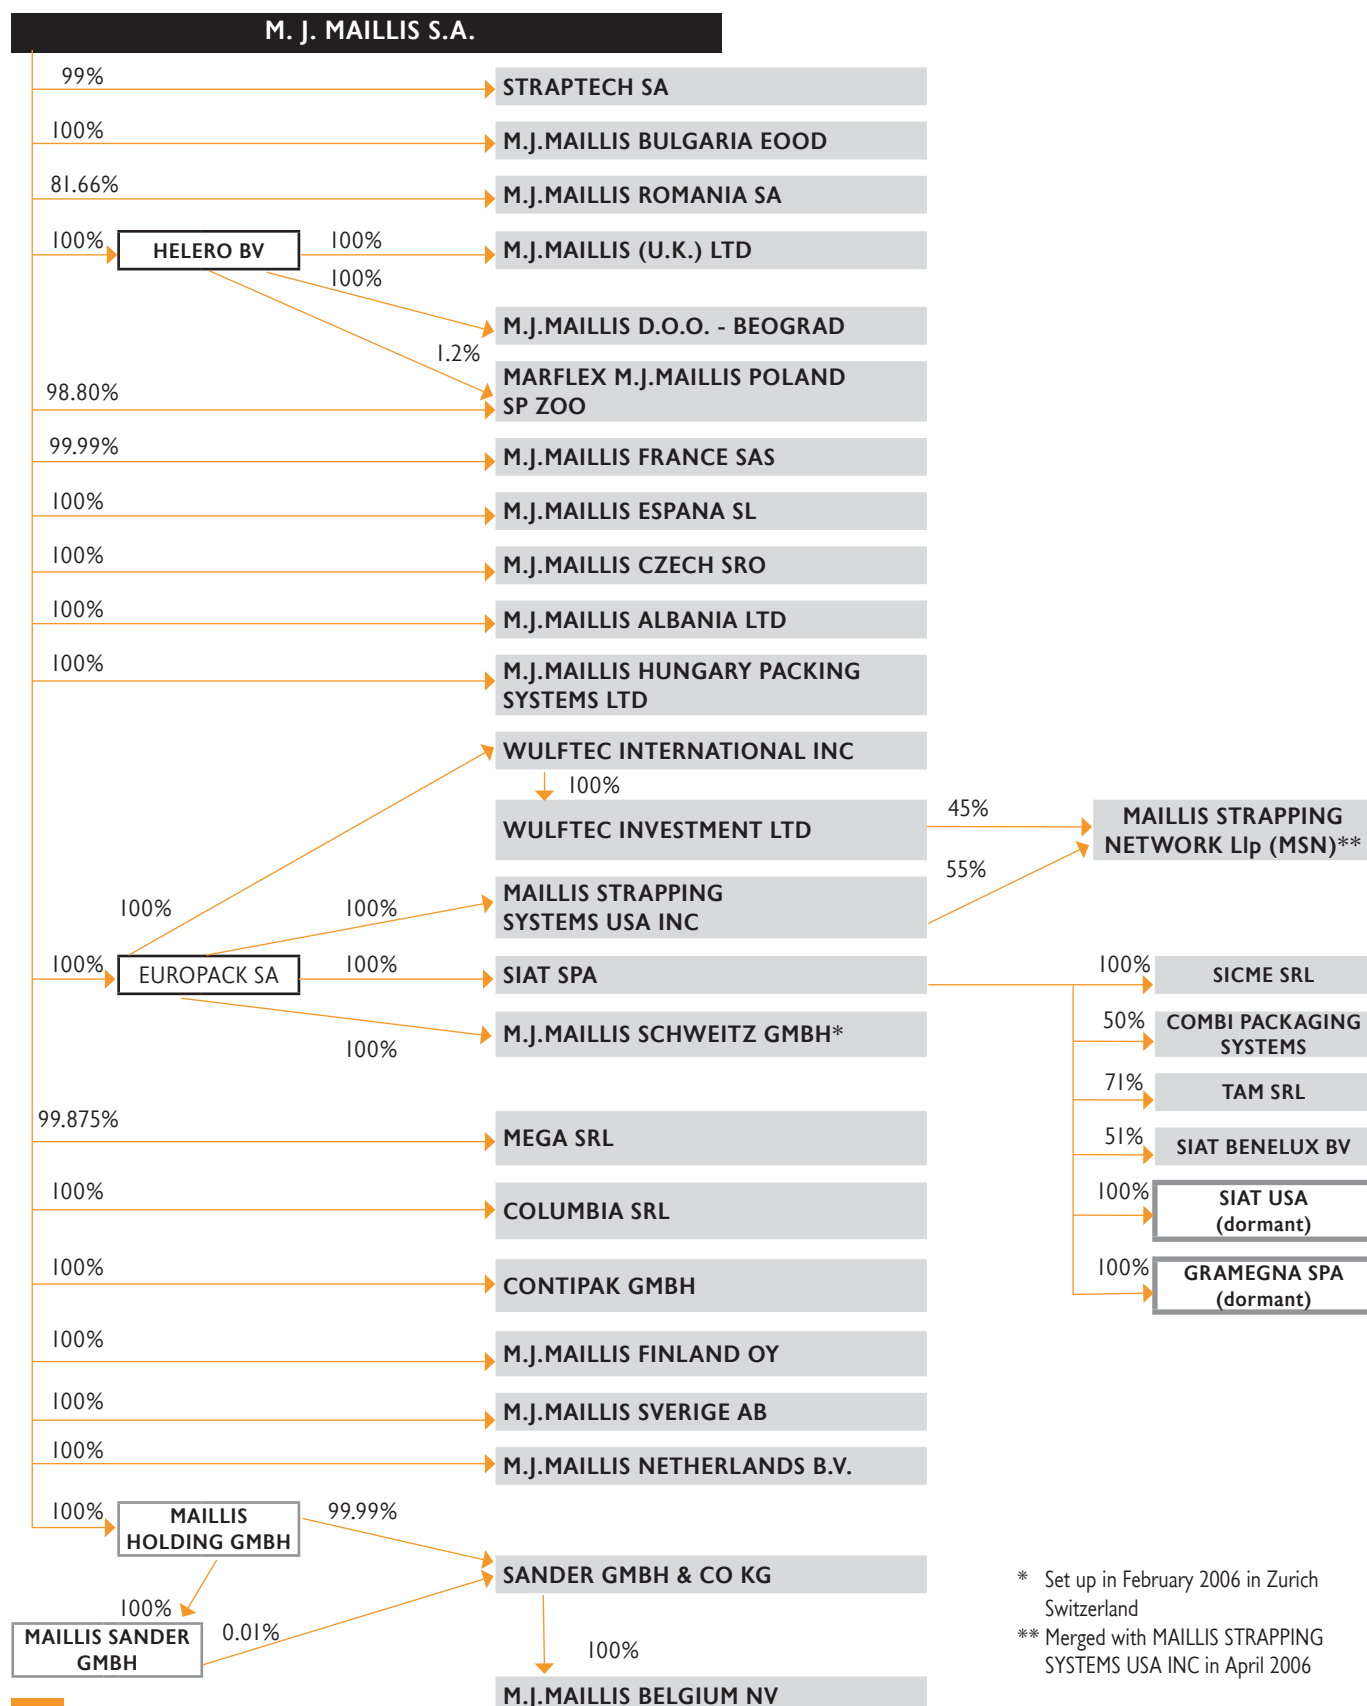 M. J. MAILLIS S.A.
99%
STRAPTECH SA
100%
M.J.MAILLIS BULGARIA EOOD
81.66%
M.J.MAILLIS ROMANIA SA
100%
HELERO BV
100%
M.J.MAILLIS (U.K.) LTD
100%
M.J.MAILLIS D.O.O. - BEOGRAD
1.2%
MARFLEX M.J.MAILLIS POLAND
SP ZOO
98.80%
99.99%
M.J.MAILLIS FRANCE SAS
100%
M.J.MAILLIS ESPANA SL
100%
M.J.MAILLIS CZECH SRO
100%
M.J.MAILLIS ALBANIA LTD
100%
M.J.MAILLIS HUNGARY PACKING
SYSTEMS LTD
WULFTEC INTERNATIONAL INC
100%
WULFTEC INVESTMENT LTD
45%
MAILLIS STRAPPING
NETWORK Llp (MSN)**
55%
MAILLIS STRAPPING
SYSTEMS USA INC
100%
100%
100%
EUROPACK SA
100%
SIAT SPA
100%
SICME SRL
M.J.MAILLIS SCHWEITZ GMBH*
100%
50%
COMBI PACKAGING
SYSTEMS
71%
TAM SRL
51%
SIAT BENELUX BV
100%
SIAT USA
(dormant)
100%
GRAMEGNA SPA
(dormant)
99.875%
MEGA SRL
100%
COLUMBIA SRL
100%
CONTIPAK GMBH
100%
M.J.MAILLIS FINLAND OY
100%
M.J.MAILLIS SVERIGE AB
100%
M.J.MAILLIS NETHERLANDS B.V.
100%
MAILLIS
HOLDING GMBH
99.99%
SANDER GMBH & CO KG
100%
MAILLIS SANDER
GMBH
0.01%
100%
M.J.MAILLIS BELGIUM NV
* Set up in February 2006 in Zurich
Switzerland
** Merged with MAILLIS STRAPPING
SYSTEMS USA INC in April 2006